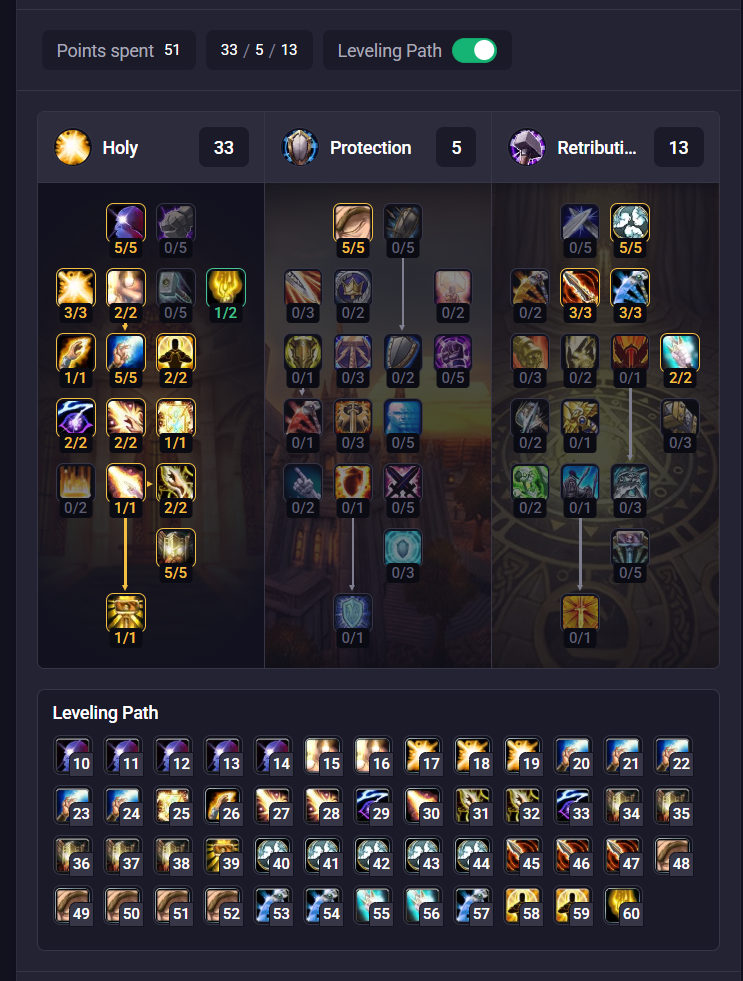 Points spent 51 33 / 5 / 13 Leveling Path
Holy 33 Protection 5 Retributi... 13
5/5 0/5 5/5 0/5 0/5 5/5
3/3 2/2 0/5 1/2 0/3 0/2 0/2 0/2 3/3 3/3
1/1 5/5 2/2 0/1 0/3 0/2 0/5 0/3 0/2 0/1 2/2
2/2 2/2 1/1 0/1 0/3 0/5 0/2 0/1 0/3
0/2 1/1 2/2 0/2 0/1 0/5 0/2 0/1 0/3
5/5 0/3 0/5
1/1 0/1 0/1
Leveling Path
10 11 12 13 14 15 16 17 18 19 20 21 22
23 24 25 26 27 28 29 30 31 32 33 34 35
36 37 38 39 40 41 42 43 44 45 46 47 48
49 50 51 52 53 54 55 56 57 58 59 60